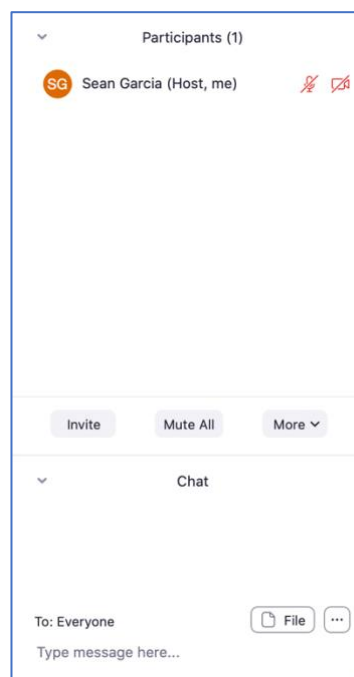 Participants (1)
SG Sean Garcia (Host, me)
Invite Mute All More
Chat
To: Everyone File ...
Type message here...